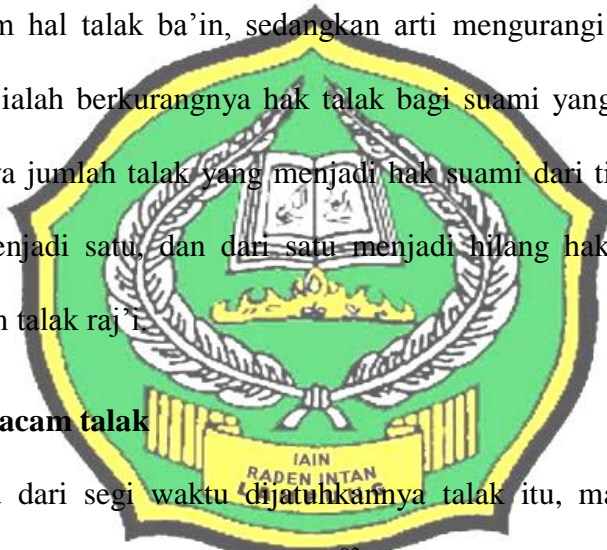 m hal talak ba’in, sedangkan arti mengurangi
ialah berkurangnya hak talak bagi suami yang
a jumlah talak yang menjadi hak suami dari ti
enjadi satu, dan dari satu menjadi hilang hak
n talak raj’i.
acam talak
IAIN
RADEN INTAN
dari segi waktu dijatuhkannya talak itu, ma